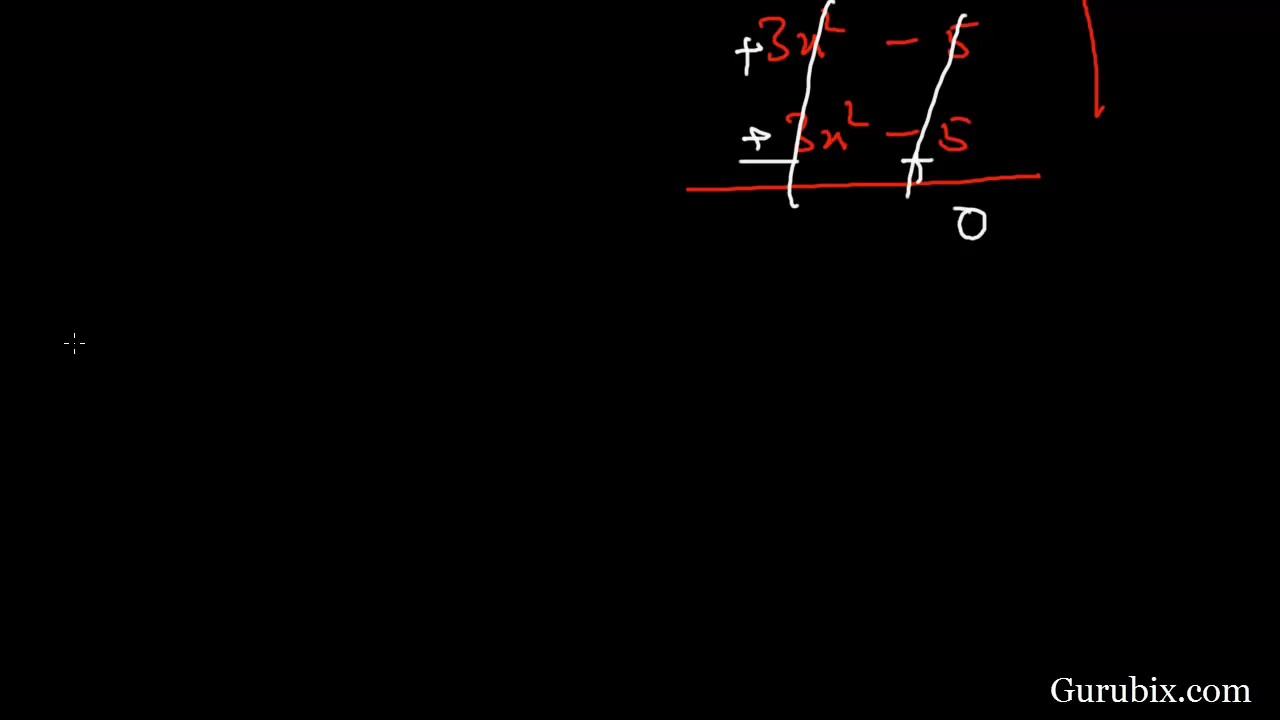 +3x² - 5
+ 3x² - 5
- +
0
Gurubix.com